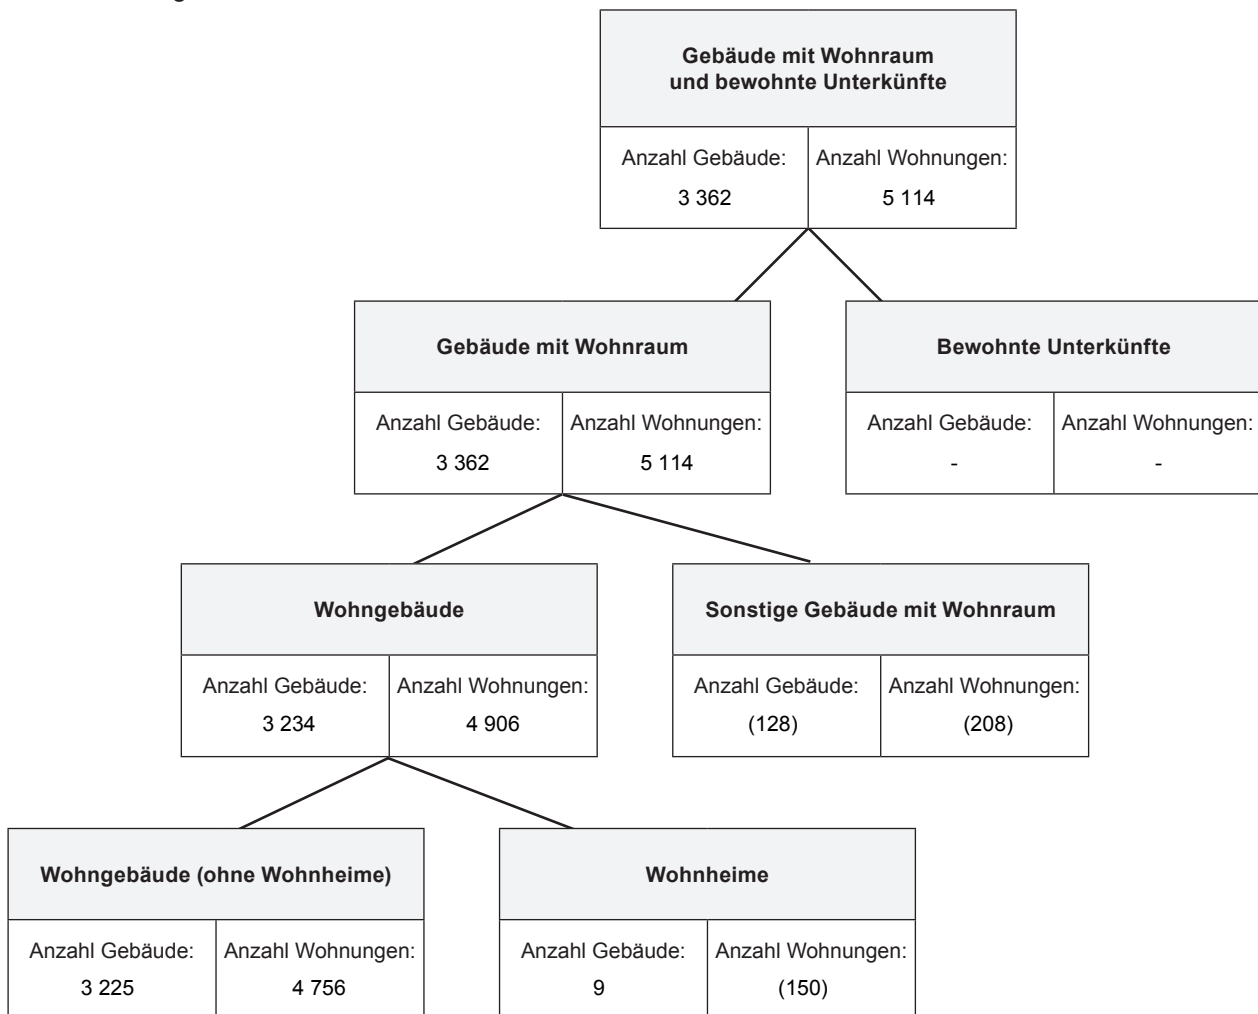 Gebäude mit Wohnraum
und bewohnte Unterkünfte
Anzahl Gebäude: Anzahl Wohnungen:
3 362 5 114
Gebäude mit Wohnraum Bewohnte Unterkünfte
Anzahl Gebäude: Anzahl Wohnungen: Anzahl Gebäude: Anzahl Wohnungen:
3 362 5 114 - -
Wohngebäude Sonstige Gebäude mit Wohnraum
Anzahl Gebäude: Anzahl Wohnungen: Anzahl Gebäude: Anzahl Wohnungen:
3 234 4 906 (128) (208)
Wohngebäude (ohne Wohnheime) Wohnheime
Anzahl Gebäude: Anzahl Wohnungen: Anzahl Gebäude: Anzahl Wohnungen:
3 225 4 756 9 (150)